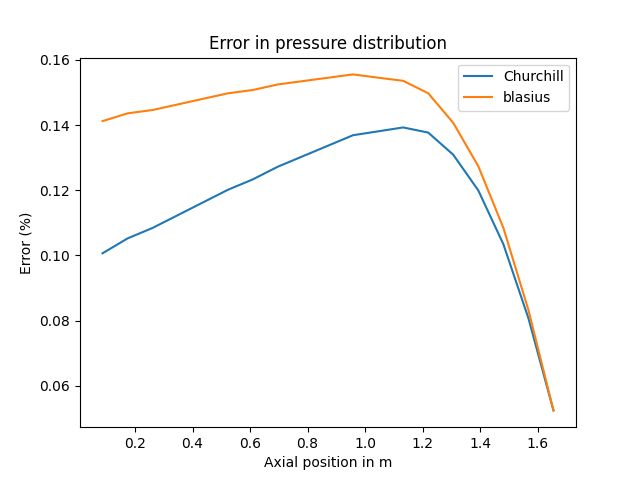 Error in pressure distribution
Churchill
blasius
Error (%)
0.16
0.14
0.12
0.10
0.08
0.06
0.2 0.4 0.6 0.8 1.0 1.2 1.4 1.6
Axial position in m